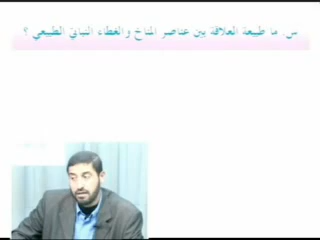 س. ما طبيعة العلاقة بين عناصر المناخ والغطاء النباتي الطبيعي ؟